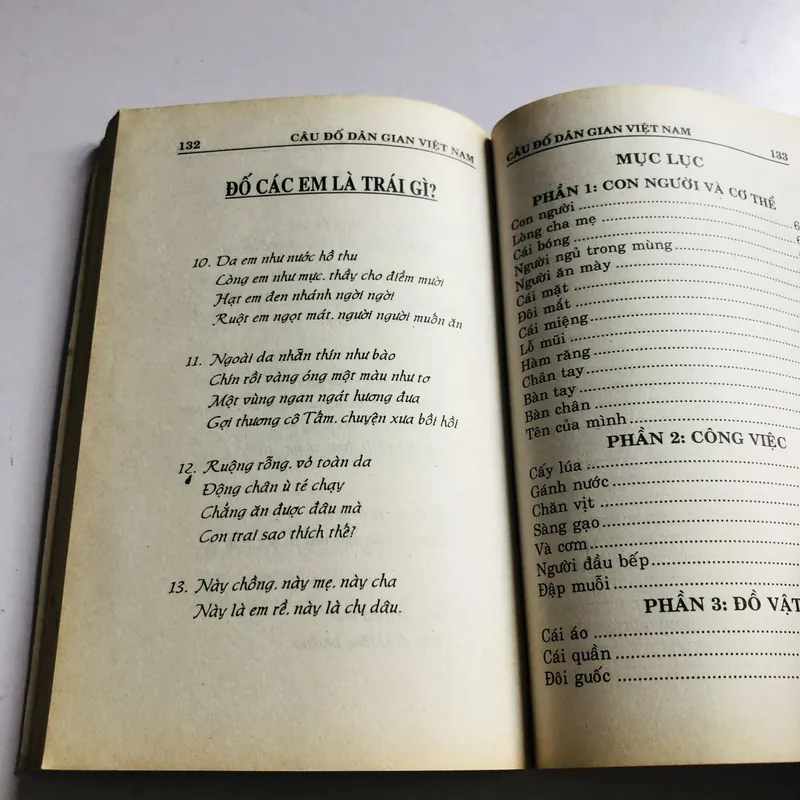 132 CÂU ĐỐ DÂN GIAN VIỆT NAM
ĐỐ CÁC EM LÀ TRÁI GÌ?
10. Da em như nước hồ thu
Lòng em như mực. thầy cho điểm mười
Hạt em đen nhánh ngời ngời
Ruột em ngọt mát. người người muốn ăn
11. Ngoài da nhẵn thín như bào
Chín rồi vàng óng một màu như tơ
Một vùng ngan ngát hương đưa
Gợi thương cô Tấm. chuyện xưa bồi hồi
12. Ruộng rỗng. vỏ toàn da
Động chân ù té chạy
Chẳng ăn được đâu mà
Con trai sao thích thế?
13. Này chồng. này mẹ. này cha
Này là em rể. này là chị dâu.
CÂU ĐỐ DÂN GIAN VIỆT NAM 133
MỤC LỤC
PHẦN 1: CON NGƯỜI VÀ CƠ THỂ
Con người ........ 6
Lòng cha mẹ ........ 6
Cái bóng ........
Người ngủ trong mùng ........
Người ăn mày ........
Cái mặt ........
Đôi mắt ........
Cái miệng ........
Lỗ mũi ........
Hàm răng ........
Chân tay ........
Bàn tay ........
Bàn chân ........
Tên của mình ........
PHẦN 2: CÔNG VIỆC
Cấy lúa ........
Gánh nước ........
Chăn vịt ........
Sàng gạo ........
Và cơm ........
Người đầu bếp ........
Đập muỗi ........
PHẦN 3: ĐỒ VẬT
Cái áo ........
Cái quần ........
Đôi guốc ........